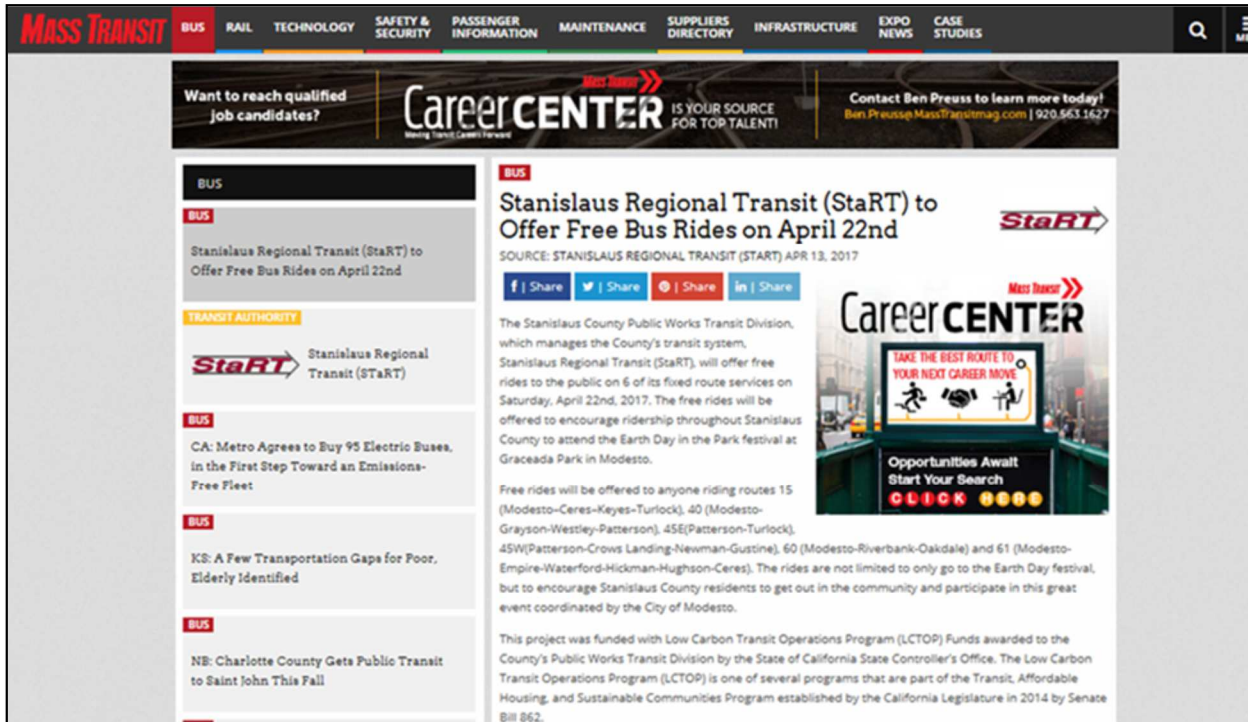 MASS TRANSIT
BUS
RAIL
TECHNOLOGY
SAFETY &
SECURITY
PASSENGER
INFORMATION
MAINTENANCE
SUPPLIERS
DIRECTORY
INFRASTRUCTURE
EXPO
NEWS
CASE
STUDIES
Want to reach qualified
job candidates?
MASS TRANSIT
Career CENTER
Moving Transit Careers Forward
IS YOUR SOURCE
FOR TOP TALENT!
Contact Ben Preuss to learn more today!
Ben.Preuss@MassTransitmag.com | 920.563.1627
BUS
BUS
Stanislaus Regional Transit (StaRT) to
Offer Free Bus Rides on April 22nd
TRANSIT AUTHORITY
StaRT
Stanislaus Regional
Transit (STaRT)
BUS
CA: Metro Agrees to Buy 95 Electric Buses,
in the First Step Toward an Emissions-
Free Fleet
BUS
KS: A Few Transportation Gaps for Poor,
Elderly Identified
BUS
NB: Charlotte County Gets Public Transit
to Saint John This Fall
BUS
Stanislaus Regional Transit (StaRT) to
Offer Free Bus Rides on April 22nd
StaRT
SOURCE: STANISLAUS REGIONAL TRANSIT (START) APR 13, 2017
f | Share
| Share
| Share
in | Share
The Stanislaus County Public Works Transit Division,
which manages the County's transit system,
Stanislaus Regional Transit (StaRT), will offer free
rides to the public on 6 of its fixed route services on
Saturday, April 22nd, 2017. The free rides will be
offered to encourage ridership throughout Stanislaus
County to attend the Earth Day in the Park festival at
Graceada Park in Modesto.
MASS TRANSIT
Career CENTER
TAKE THE BEST ROUTE TO
YOUR NEXT CAREER MOVE
Opportunities Await
Start Your Search
CLICK HERE
Free rides will be offered to anyone riding routes 15
(Modesto–Ceres–Keyes–Turlock), 40 (Modesto-
Grayson-Westley-Patterson), 45E(Patterson-Turlock),
45W(Patterson-Crows Landing-Newman-Gustine), 60 (Modesto-Riverbank-Oakdale) and 61 (Modesto-
Empire-Waterford-Hickman-Hughson-Ceres). The rides are not limited to only go to the Earth Day festival,
but to encourage Stanislaus County residents to get out in the community and participate in this great
event coordinated by the City of Modesto.
This project was funded with Low Carbon Transit Operations Program (LCTOP) Funds awarded to the
County's Public Works Transit Division by the State of California State Controller's Office. The Low Carbon
Transit Operations Program (LCTOP) is one of several programs that are part of the Transit, Affordable
Housing, and Sustainable Communities Program established by the California Legislature in 2014 by Senate
Bill 862.